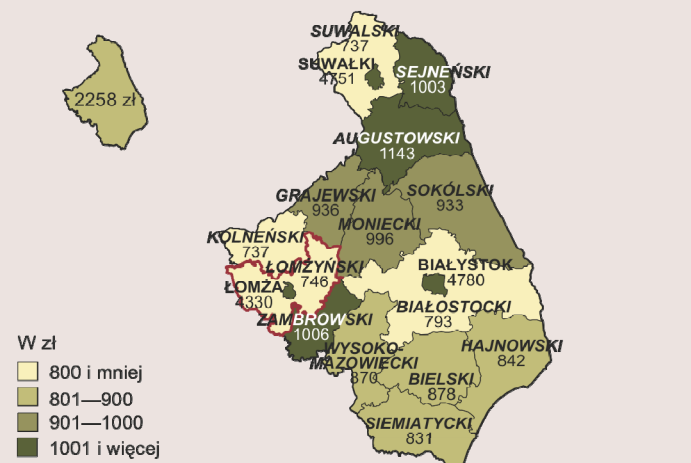 SUWALSKI
737
SUWAŁKI
4751
SEJNEŃSKI
1003
2258 zł
AUGUSTOWSKI
1143
GRAJEWSKI
936
SOKÓLSKI
933
MONIECKI
996
KOLNEŃSKI
737
ŁOMŻYŃSKI
746
BIAŁYSTOK
4780
ŁOMŻA
4330
BIAŁOSTOCKI
793
ZAMBROWSKI
1006
WYSOKO-
MAZOWIECKI
870
HAJNOWSKI
842
BIELSKI
878
SIEMIATYCKI
831
W zł
800 i mniej
801—900
901—1000
1001 i więcej